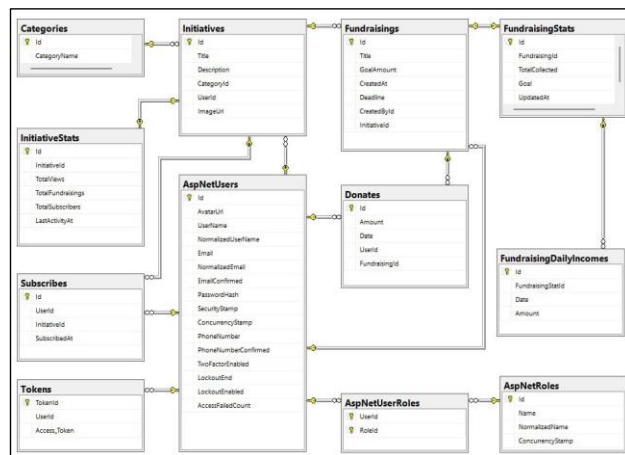 Categories
Id
CategoryName
Initiatives
Id
Title
Description
CategoryId
UserId
ImageUrl
Fundraisings
Id
Title
GoalAmount
CreatedAt
Deadline
CreatedById
InitiativeId
FundraisingStats
Id
FundraisingId
TotalCollected
Goal
UpdatedAt
InitiativeStats
Id
InitiativeId
TotalViews
TotalFundraisings
TotalSubscribers
LastActivityAt
AspNetUsers
Id
AvatarUrl
UserName
NormalizedUserName
Email
NormalizedEmail
EmailConfirmed
PasswordHash
SecurityStamp
ConcurrencyStamp
PhoneNumber
PhoneNumberConfirmed
TwoFactorEnabled
LockoutEnd
LockoutEnabled
AccessFailedCount
Donates
Id
Amount
Date
UserId
FundraisingId
FundraisingDailyIncomes
Id
FundraisingStatId
Date
Amount
Subscribes
Id
UserId
InitiativeId
SubscribedAt
Tokens
TokenId
UserId
Access_Token
AspNetUserRoles
UserId
RoleId
AspNetRoles
Id
Name
NormalizedName
ConcurrencyStamp